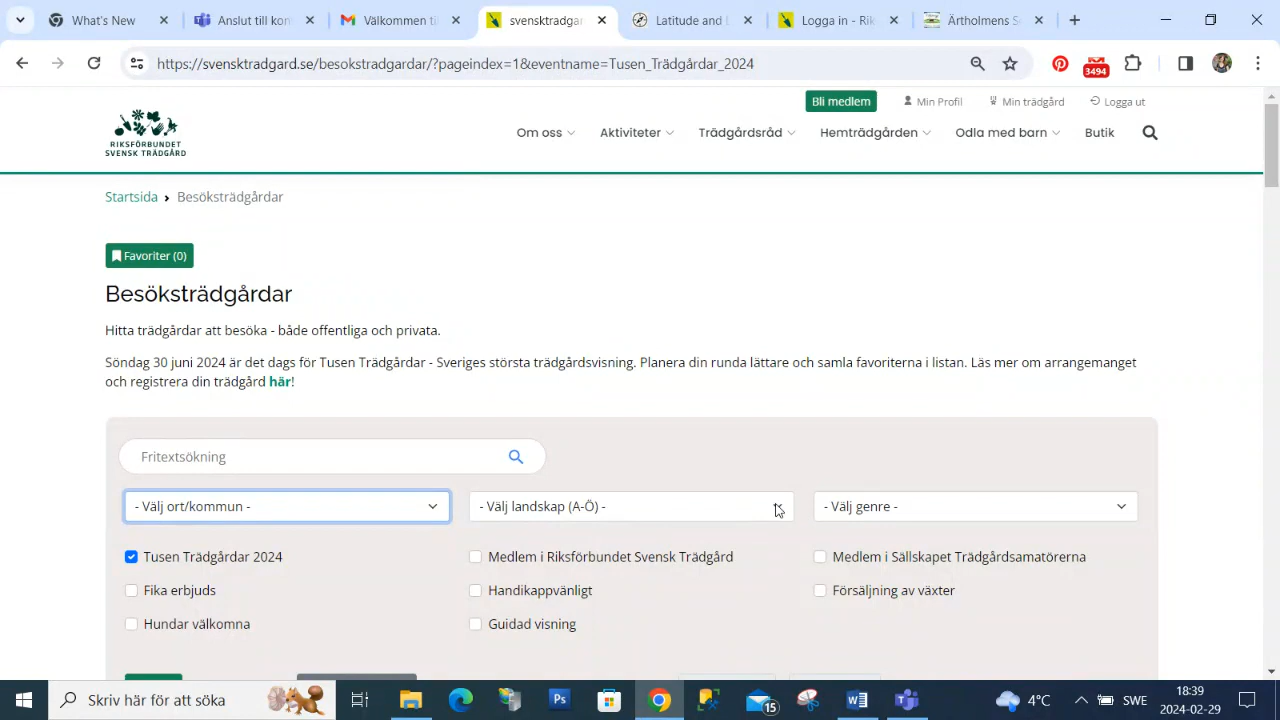 What's New
Anslut till kon
Välkommen ti
svensktradgar
Latitude and L
Logga in - Rik
Ärtholmens S
https://svensktradgard.se/besokstradgardar/?pageindex=1&eventname=Tusen_Trädgårdar_2024
3494
Bli medlem
Min Profil
Min trädgård
Logga ut
RIKSFÖRBUNDET
SVENSK TRÄDGÅRD
Om oss
Aktiviteter
Trädgårdsråd
Hemträdgården
Odla med barn
Butik
Startsida
Besöksträdgårdar
Favoriter (0)
Besöksträdgårdar
Hitta trädgårdar att besöka - både offentliga och privata.
Söndag 30 juni 2024 är det dags för Tusen Trädgårdar - Sveriges största trädgårdsvisning. Planera din runda lättare och samla favoriterna i listan. Läs mer om arrangemanget
och registrera din trädgård här!
Fritextsökning
- Välj ort/kommun -
- Välj landskap (A-Ö) -
- Välj genre -
Tusen Trädgårdar 2024
Medlem i Riksförbundet Svensk Trädgård
Medlem i Sällskapet Trädgårdsamatörerna
Fika erbjuds
Handikappvänligt
Försäljning av växter
Hundar välkomna
Guidad visning
Skriv här för att söka
Ps
15
4°C
SWE
18:39
2024-02-29